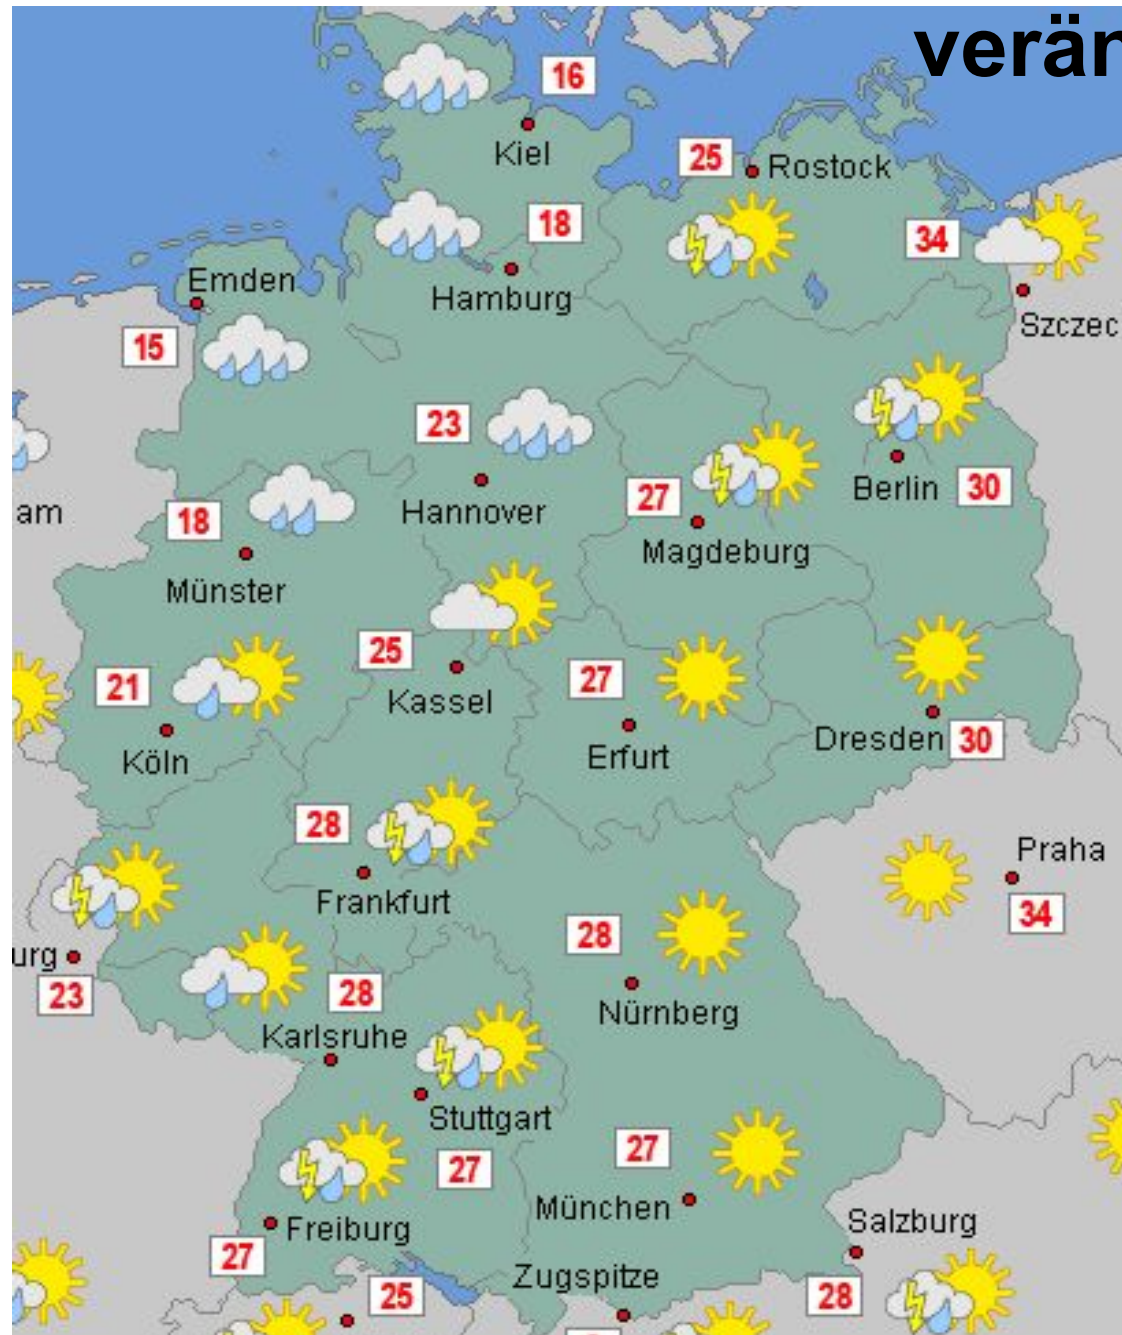 verän
16
Kiel
25
Rostock
18
34
Emden
Hamburg
Szczec
15
23
Berlin
30
27
am
18
Hannover
Magdeburg
Münster
25
27
21
Kassel
Dresden
30
Köln
Erfurt
28
Praha
Frankfurt
34
28
urg
23
28
Nürnberg
Karlsruhe
Stuttgart
27
27
München
Freiburg
Salzburg
27
Zugspitze
25
28